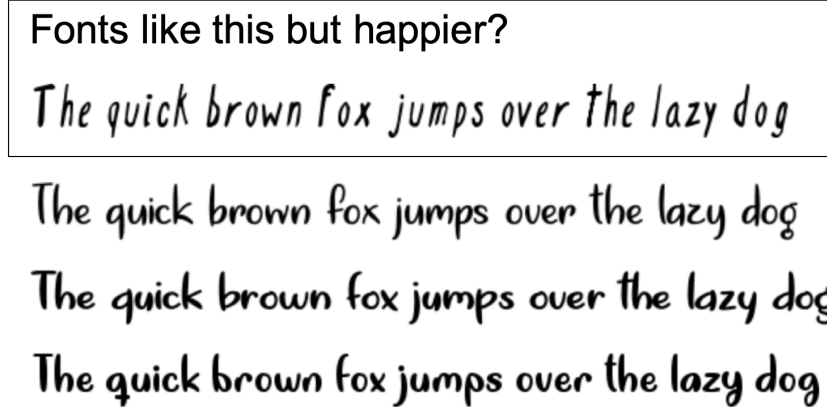 Fonts like this but happier?
The quick brown fox jumps over the lazy dog
The quick brown fox jumps over the lazy dog
The quick brown fox jumps over the lazy dog
The quick brown fox jumps over the lazy dog